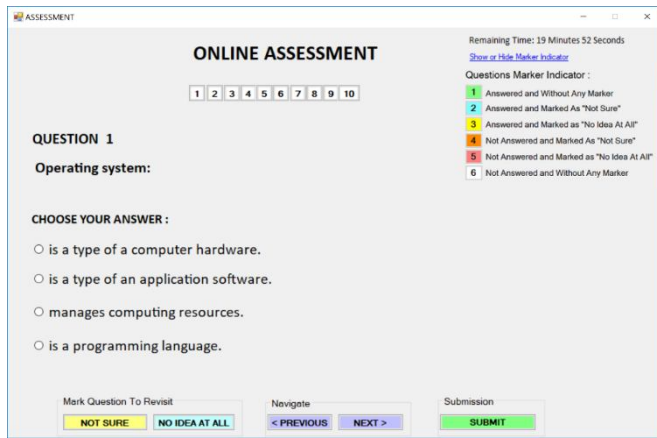 ASSESSMENT
Remaining Time: 19 Minutes 52 Seconds
Show or Hide Marker Indicator
ONLINE ASSESSMENT
Questions Marker Indicator :
1 2 3 4 5 6 7 8 9 10
1 Answered and Without Any Marker
2 Answered and Marked As "Not Sure"
3 Answered and Marked as "No Idea At All"
4 Not Answered and Marked As "Not Sure"
5 Not Answered and Marked as "No Idea At All"
6 Not Answered and Without Any Marker
QUESTION 1
Operating system:
CHOOSE YOUR ANSWER :
is a type of a computer hardware.
is a type of an application software.
manages computing resources.
is a programming language.
Mark Question To Revisit
NOT SURE NO IDEA AT ALL
Navigate
< PREVIOUS NEXT >
Submission
SUBMIT